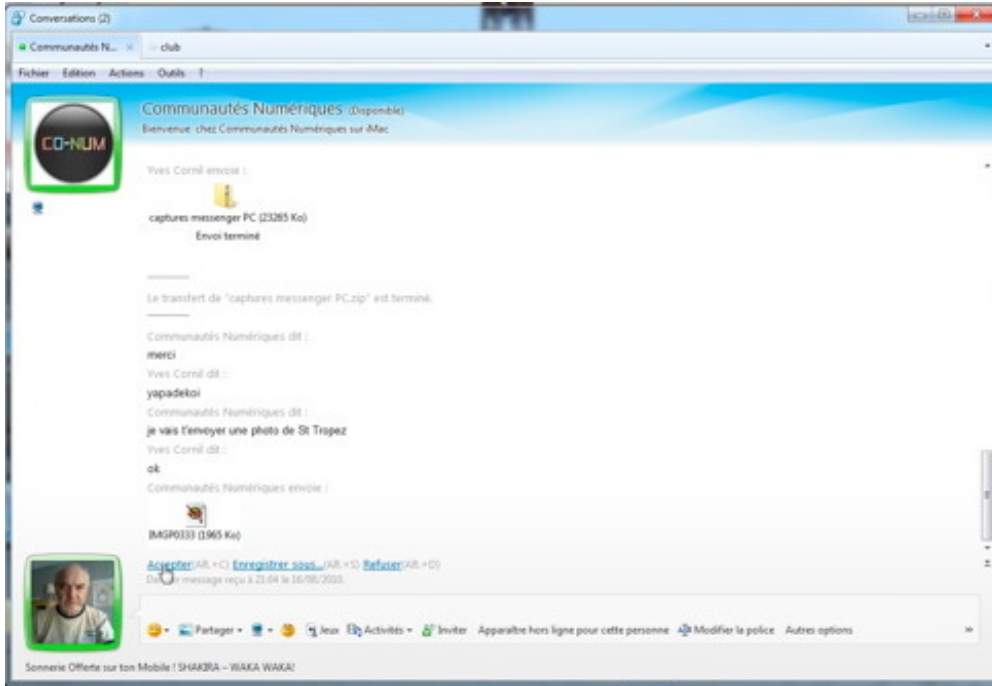 Conversations (2)
Communautés N... × club
Fichier Edition Actions Outils ?
CO-NUM
Communautés Numériques (Disponible)
Bienvenue chez Communautés Numériques sur iMac
Yves Cornil envoie :
captures messenger PC (23265 Ko)
Envoi terminé
Le transfert de "captures messenger PC.zip" est terminé.
Communautés Numériques dit :
merci
Yves Cornil dit :
yapadekoi
Communautés Numériques dit :
je vais t'envoyer une photo de St Tropez
Yves Cornil dit :
ok
Communautés Numériques envoie :
IMGP0333 (1965 Ko)
Accepter(Alt.+C) Enregistrer sous...(Alt.+S) Refuser(Alt.+D)
Dernier message reçu à 21:04 le 16/08/2010.
Partager Jeux Activités Inviter Apparaître hors ligne pour cette personne Modifier la police Autres options »
Sonnerie Offerte sur ton Mobile ! SHAKIRA – WAKA WAKA!